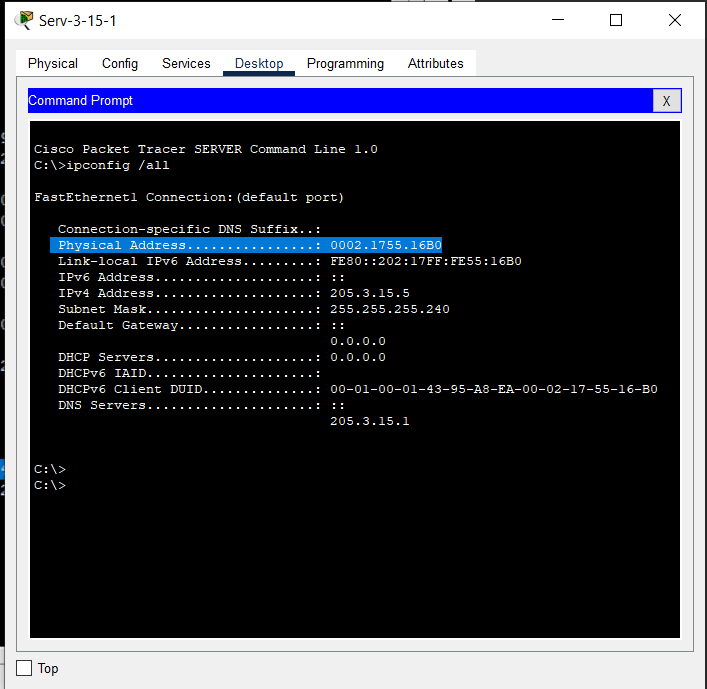 Serv-3-15-1
Physical Config Services Desktop Programming Attributes
Command Prompt X
Cisco Packet Tracer SERVER Command Line 1.0
C:\>ipconfig /all
FastEthernet1 Connection:(default port)
Connection-specific DNS Suffix..:
Physical Address................: 0002.1755.16B0
Link-local IPv6 Address.........: FE80::202:17FF:FE55:16B0
IPv6 Address....................: ::
IPv4 Address....................: 205.3.15.5
Subnet Mask.....................: 255.255.255.240
Default Gateway.................: ::
0.0.0.0
DHCP Servers....................: 0.0.0.0
DHCPv6 IAID.....................:
DHCPv6 Client DUID..............: 00-01-00-01-43-95-A8-EA-00-02-17-55-16-B0
DNS Servers.....................: ::
205.3.15.1
C:\>
C:\>
Top